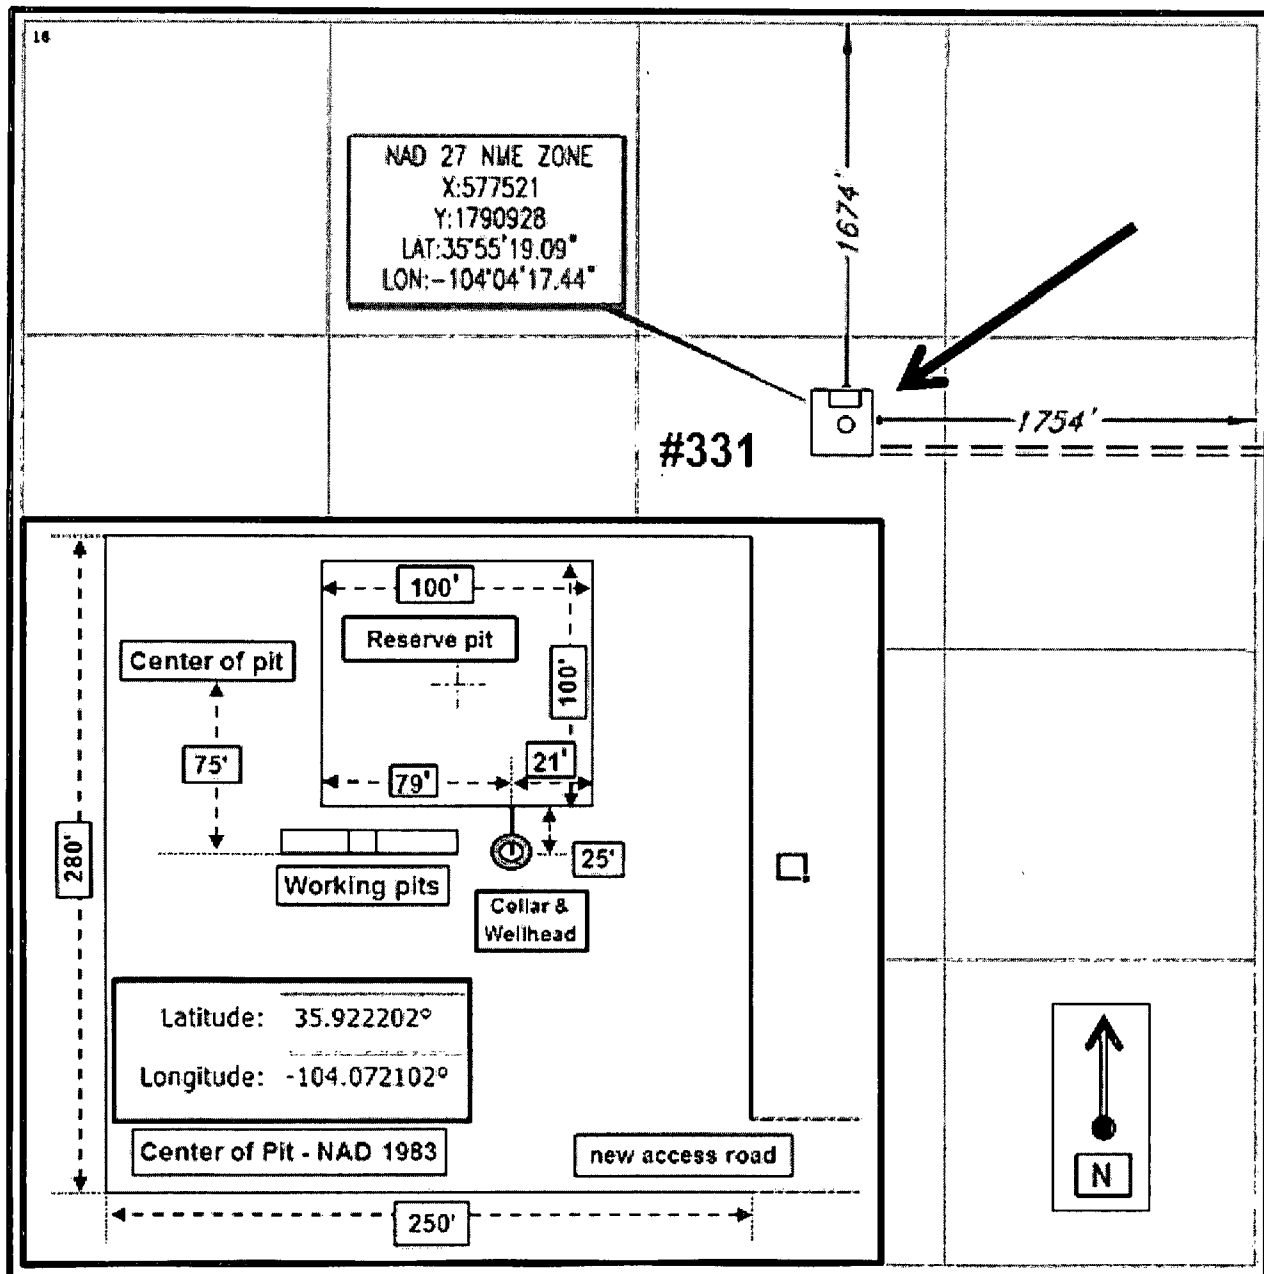 16
NAD 27 NME ZONE
X:577521
Y:1790928
LAT:35°55'19.09"
LON:-104°04'17.44"
1674'
1754'
#331
100'
Reserve pit
Center of pit
100'
75'
21'
79'
280'
25'
Working pits
Cellar &
Wellhead
Latitude: 35.922202°
Longitude: -104.072102°
Center of Pit - NAD 1983
new access road
N
250'